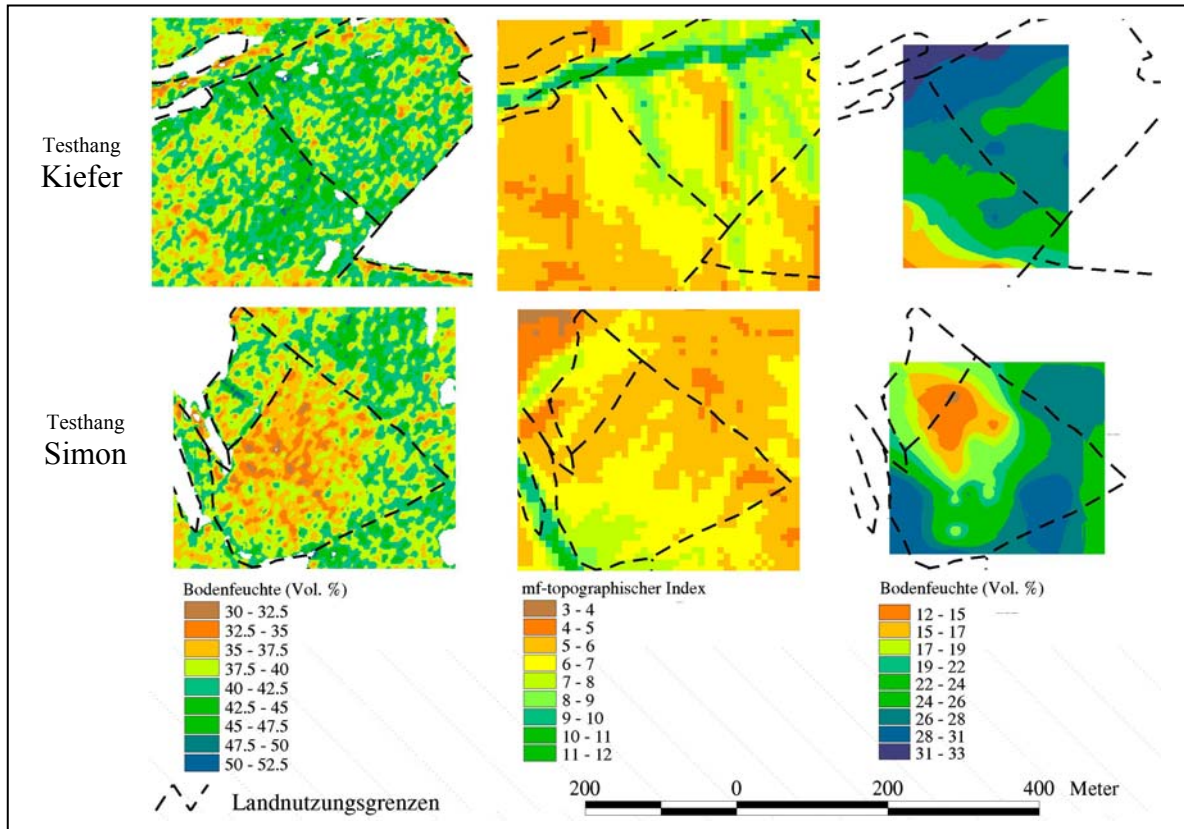 Testhang
Kiefer
Testhang
Simon
Bodenfeuchte (Vol. %)
30 - 32.5
32.5 - 35
35 - 37.5
37.5 - 40
40 - 42.5
42.5 - 45
45 - 47.5
47.5 - 50
50 - 52.5
mf-topographischer Index
3 - 4
4 - 5
5 - 6
6 - 7
7 - 8
8 - 9
9 - 10
10 - 11
11 - 12
Bodenfeuchte (Vol. %)
12 - 15
15 - 17
17 - 19
19 - 22
22 - 24
24 - 26
26 - 28
28 - 31
31 - 33
Landnutzungsgrenzen
200 0 200 400 Meter